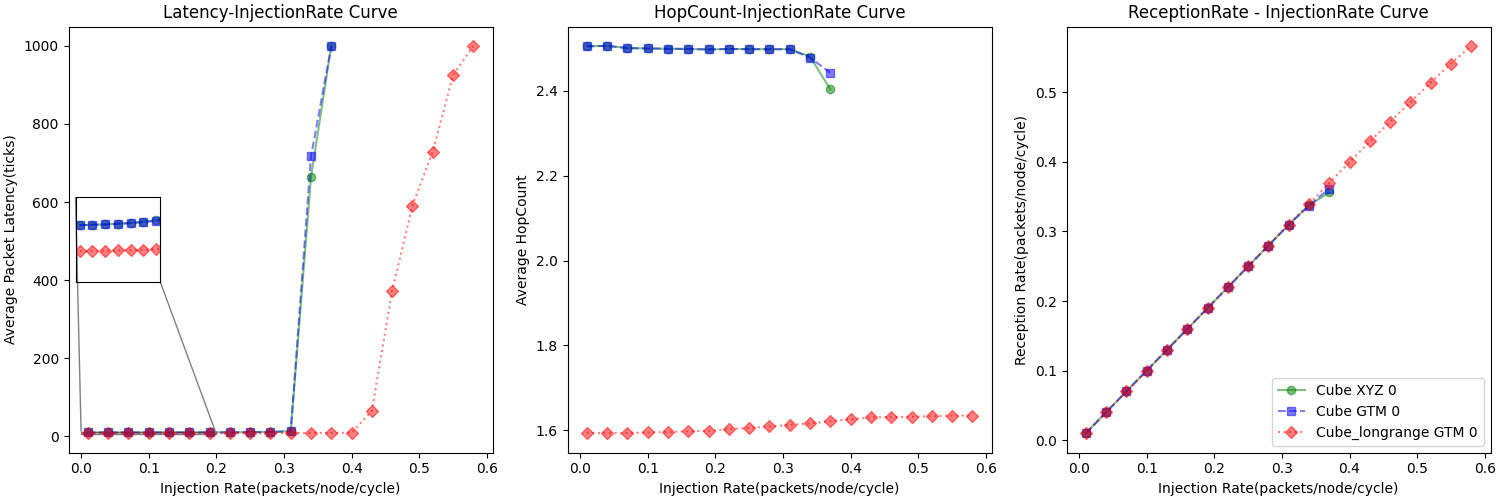 Latency-InjectionRate Curve
Average Packet Latency(ticks)
1000
800
600
400
200
0
0.0 0.1 0.2 0.3 0.4 0.5 0.6
Injection Rate(packets/node/cycle)
HopCount-InjectionRate Curve
Average HopCount
2.4
2.2
2.0
1.8
1.6
0.0 0.1 0.2 0.3 0.4 0.5 0.6
Injection Rate(packets/node/cycle)
ReceptionRate - InjectionRate Curve
Reception Rate(packets/node/cycle)
0.5
0.4
0.3
0.2
0.1
0.0
Cube XYZ 0
Cube GTM 0
Cube_longrange GTM 0
0.0 0.1 0.2 0.3 0.4 0.5 0.6
Injection Rate(packets/node/cycle)